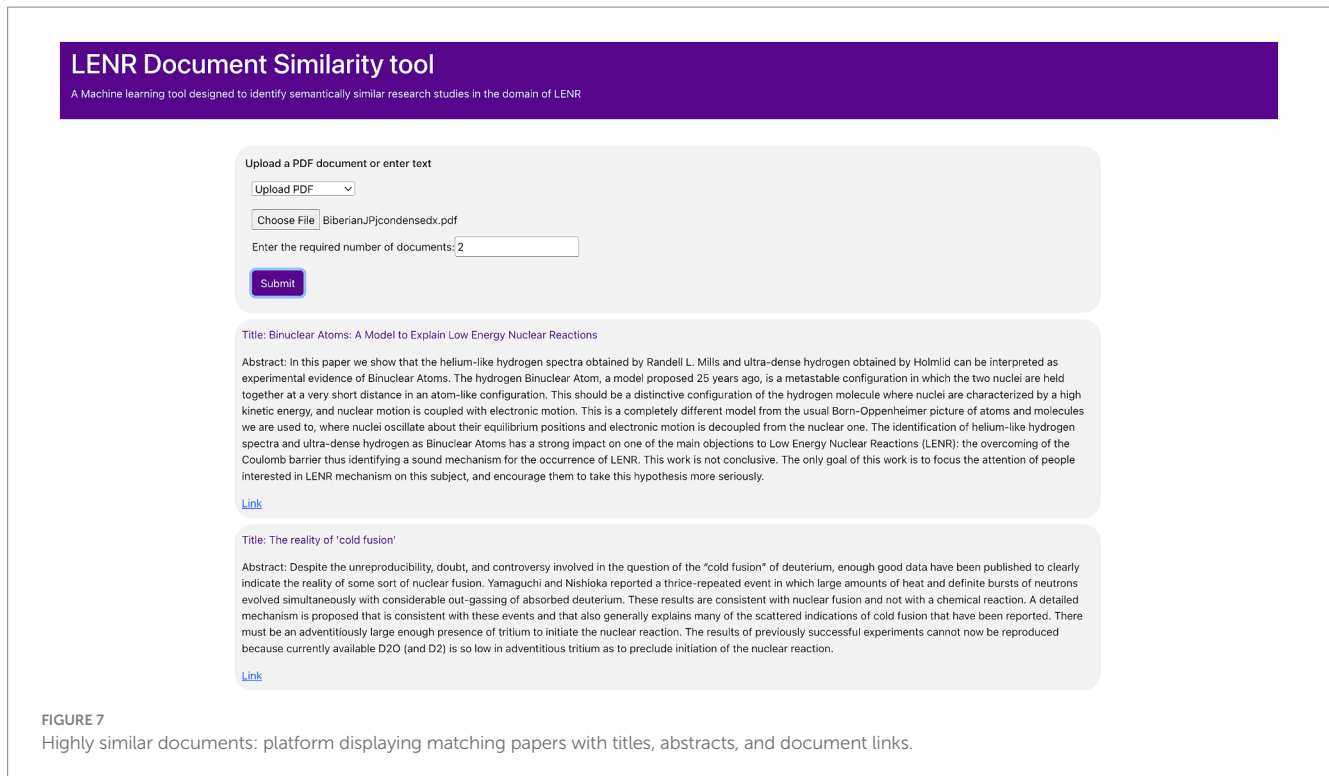 LENR Document Similarity tool
A Machine learning tool designed to identify semantically similar research studies in the domain of LENR
Upload a PDF document or enter text
Upload PDF
Choose File BiberianJPjcondensedx.pdf
Enter the required number of documents: 2
Submit
Title: Binuclear Atoms: A Model to Explain Low Energy Nuclear Reactions
Abstract: In this paper we show that the helium-like hydrogen spectra obtained by Randell L. Mills and ultra-dense hydrogen obtained by Holmlid can be interpreted as
experimental evidence of Binuclear Atoms. The hydrogen Binuclear Atom, a model proposed 25 years ago, is a metastable configuration in which the two nuclei are held
together at a very short distance in an atom-like configuration. This should be a distinctive configuration of the hydrogen molecule where nuclei are characterized by a high
kinetic energy, and nuclear motion is coupled with electronic motion. This is a completely different model from the usual Born-Oppenheimer picture of atoms and molecules
we are used to, where nuclei oscillate about their equilibrium positions and electronic motion is decoupled from the nuclear one. The identification of helium-like hydrogen
spectra and ultra-dense hydrogen as Binuclear Atoms has a strong impact on one of the main objections to Low Energy Nuclear Reactions (LENR): the overcoming of the
Coulomb barrier thus identifying a sound mechanism for the occurrence of LENR. This work is not conclusive. The only goal of this work is to focus the attention of people
interested in LENR mechanism on this subject, and encourage them to take this hypothesis more seriously.
Link
Title: The reality of 'cold fusion'
Abstract: Despite the unreproducibility, doubt, and controversy involved in the question of the “cold fusion” of deuterium, enough good data have been published to clearly
indicate the reality of some sort of nuclear fusion. Yamaguchi and Nishioka reported a thrice-repeated event in which large amounts of heat and definite bursts of neutrons
evolved simultaneously with considerable out-gassing of absorbed deuterium. These results are consistent with nuclear fusion and not with a chemical reaction. A detailed
mechanism is proposed that is consistent with these events and that also generally explains many of the scattered indications of cold fusion that have been reported. There
must be an adventitiously large enough presence of tritium to initiate the nuclear reaction. The results of previously successful experiments cannot now be reproduced
because currently available D2O (and D2) is so low in adventitious tritium as to preclude initiation of the nuclear reaction.
Link
FIGURE 7
Highly similar documents: platform displaying matching papers with titles, abstracts, and document links.